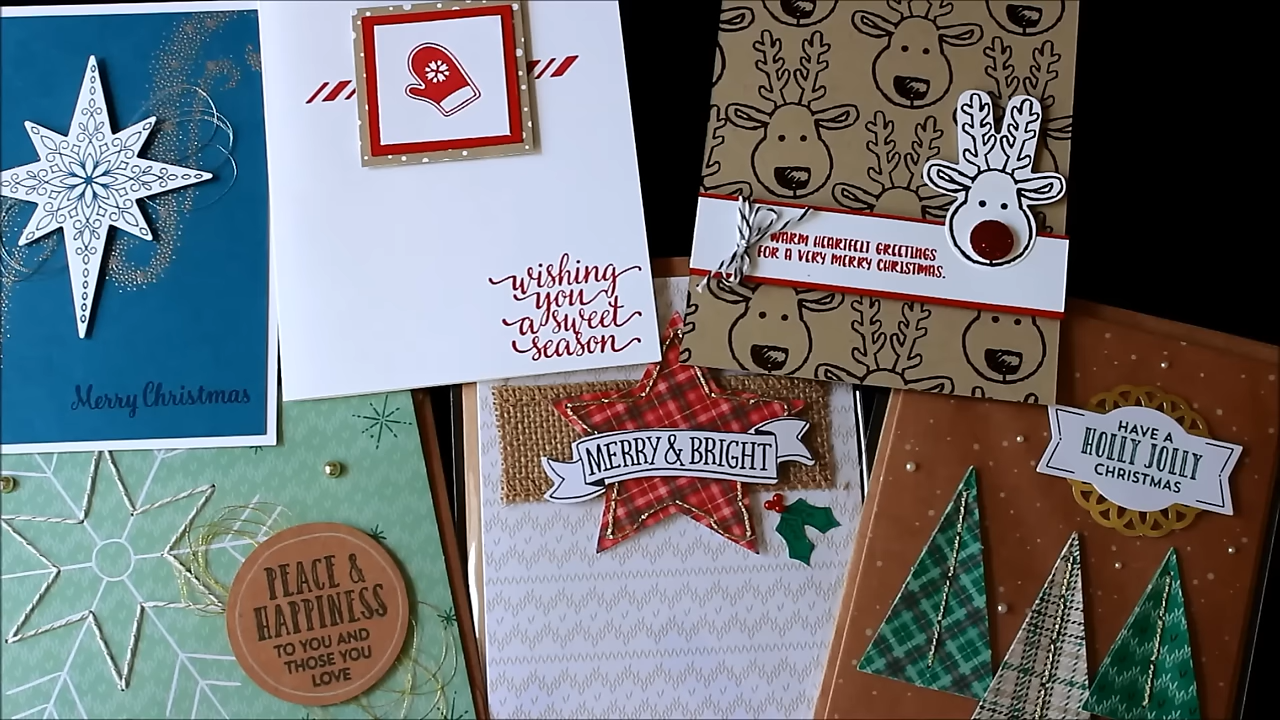 Merry Christmas
wishing
you
a sweet
season
WARM HEARTFELT GREETINGS
FOR A VERY MERRY CHRISTMAS.
PEACE &
HAPPINESS
TO YOU AND
THOSE YOU
LOVE
MERRY & BRIGHT
HAVE A
HOLLY JOLLY
CHRISTMAS